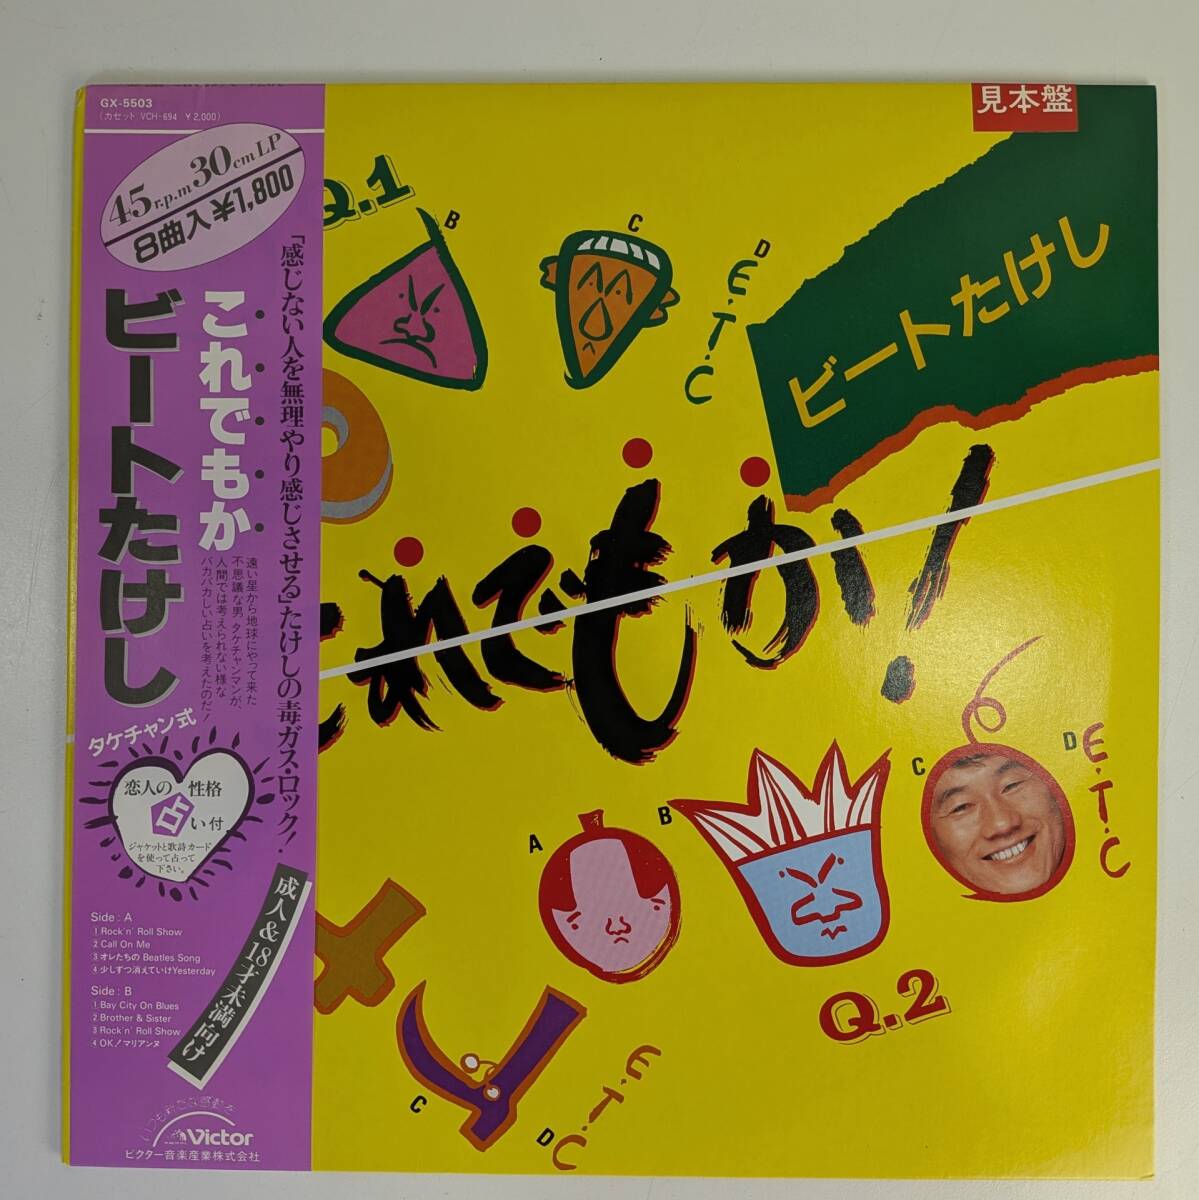 GX-5503
(カセット VCH-694 ¥2,000)
45r.p.m 30cm LP
8曲入¥1,800
「感じない人を無理やり感じさせる」たけしの毒ガス・ロック!
これでもか
ビートたけし
遠い星から地球にやって来た
不思議な男、タケチャンマンが、
人間では考えられない様な
バカバカしい占いを考えたのだ!
タケチャン式
恋人の性格
占い付
ジャケットと歌詩カード
を使って占って
下さい。
成人&18才未満向け
Side: A
1 Rock'n' Roll Show
2 Call On Me
3 オレたちの Beatles Song
4 少しずつ消えていけYesterday
Side: B
1 Bay City On Blues
2 Brother & Sister
3 Rock'n' Roll Show
4 OK!マリアンヌ
Victor
ビクター音楽産業株式会社
見本盤
Q.1
B
C
D
E.T.C
ビートたけし
これでもか!
A
B
C
D
E.T.C
Q.2
C
D
E.T.C